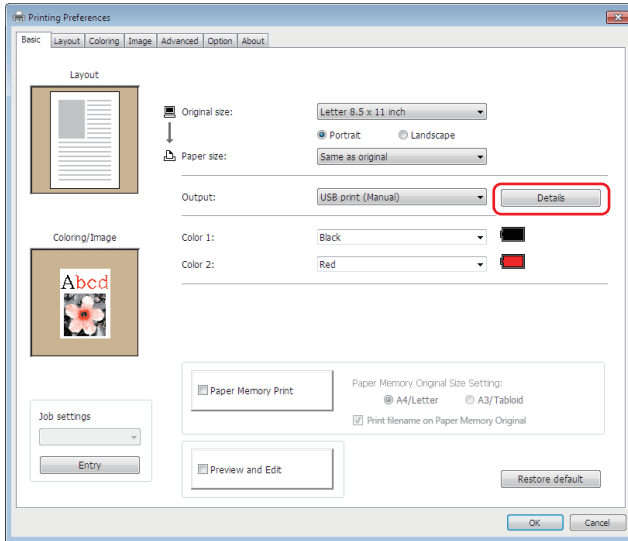 Printing Preferences
Basic Layout Coloring Image Advanced Option About
Layout
Original size: Letter 8.5 x 11 inch
Portrait Landscape
Paper size: Same as original
Output: USB print (Manual) Details
Coloring/Image
Color 1: Black
Color 2: Red
Abcd
Paper Memory Print
Paper Memory Original Size Setting:
A4/Letter A3/Tabloid
Print filename on Paper Memory Original
Job settings
Entry
Preview and Edit
Restore default
OK Cancel